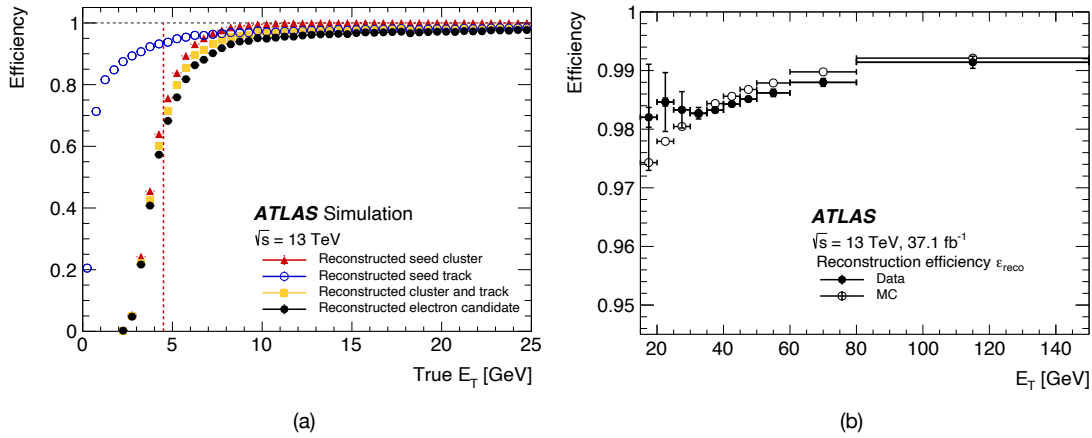 Efficiency
1
0.8
0.6
0.4
0.2
0
ATLAS Simulation
√s = 13 TeV
Reconstructed seed cluster
Reconstructed seed track
Reconstructed cluster and track
Reconstructed electron candidate
0 5 10 15 20 25
True E_T [GeV]
(a)
Efficiency
0.99
0.98
0.97
0.96
0.95
ATLAS
√s = 13 TeV, 37.1 fb⁻¹
Reconstruction efficiency ε_reco
Data
MC
20 40 60 80 100 120 140
E_T [GeV]
(b)